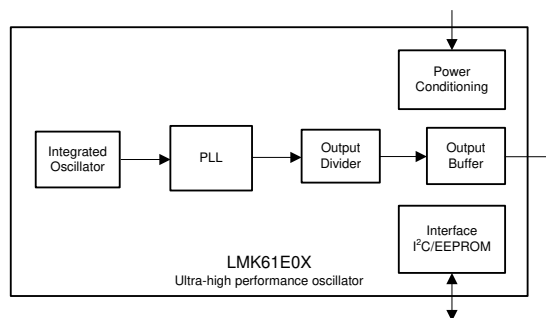 Power
Conditioning
Integrated
Oscillator
PLL
Output
Divider
Output
Buffer
Interface
I²C/EEPROM
LMK61E0X
Ultra-high performance oscillator